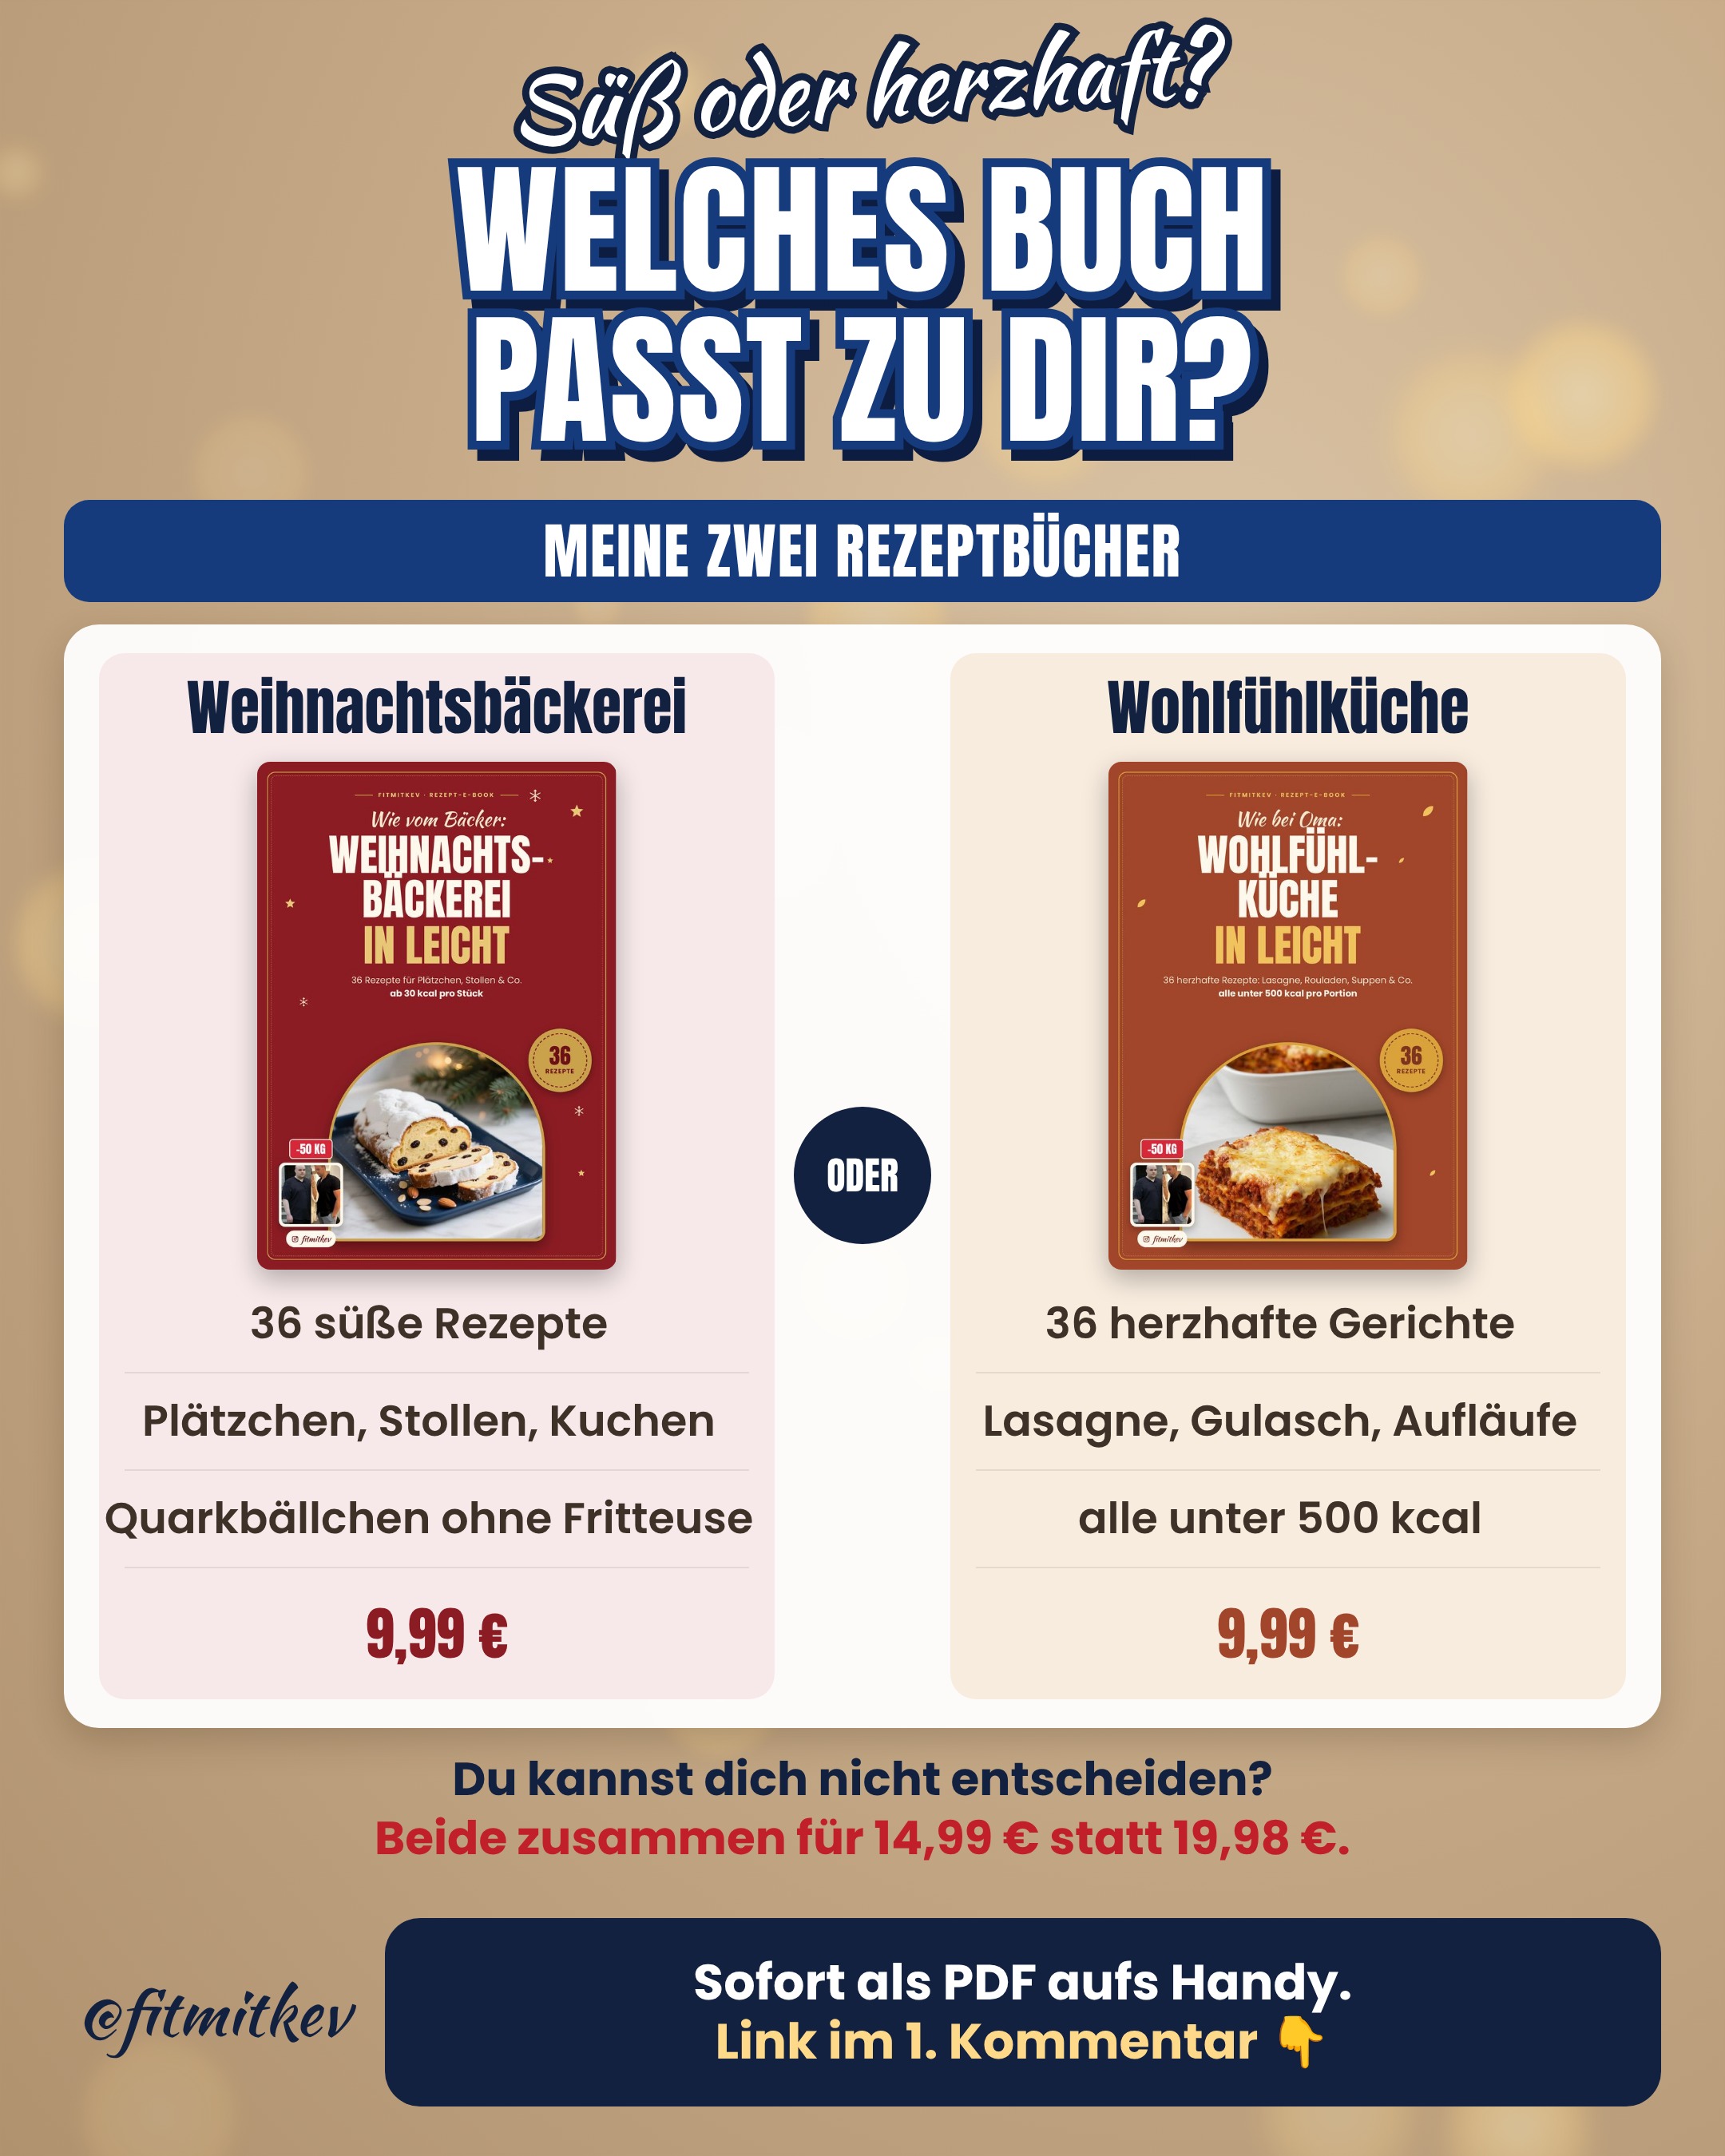 Süß oder herzhaft?
WELCHES BUCH
PASST ZU DIR?
MEINE ZWEI REZEPTBÜCHER
Weihnachtsbäckerei
FITMITKEV · REZEPT-E-BOOK
Wie vom Bäcker:
WEIHNACHTS-
BÄCKEREI
IN LEICHT
36 Rezepte für Plätzchen, Stollen & Co.
ab 30 kcal pro Stück
36
REZEPTE
-50 KG
fitmitkev
36 süße Rezepte
Plätzchen, Stollen, Kuchen
Quarkbällchen ohne Fritteuse
9,99 €
ODER
Wohlfühlküche
FITMITKEV · REZEPT-E-BOOK
Wie bei Oma:
WOHLFÜHL-
KÜCHE
IN LEICHT
36 herzhafte Rezepte: Lasagne, Rouladen, Suppen & Co.
alle unter 500 kcal pro Portion
36
REZEPTE
-50 KG
fitmitkev
36 herzhafte Gerichte
Lasagne, Gulasch, Aufläufe
alle unter 500 kcal
9,99 €
Du kannst dich nicht entscheiden?
Beide zusammen für 14,99 € statt 19,98 €.
@fitmitkev
Sofort als PDF aufs Handy.
Link im 1. Kommentar 👇